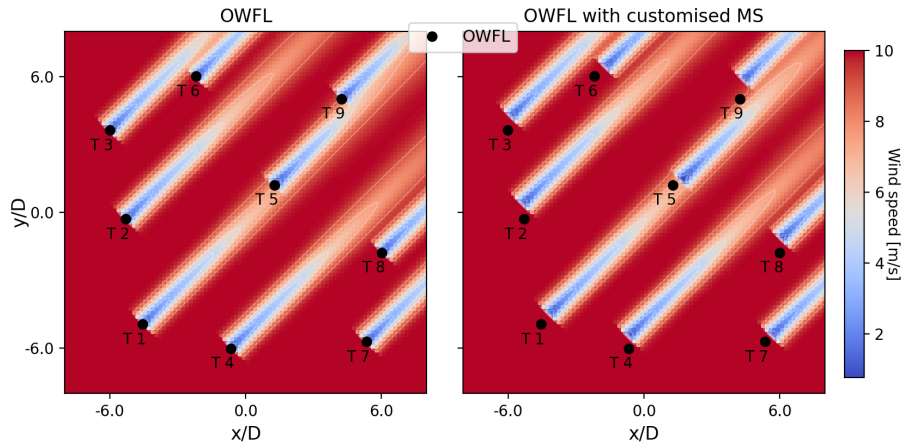 OWFL
OWFL with customised MS
OWFL
y/D
6.0
0.0
-6.0
T 6
T 9
T 3
T 5
T 2
T 8
T 1
T 4
T 7
-6.0
0.0
6.0
x/D
T 6
T 9
T 3
T 5
T 2
T 8
T 1
T 4
T 7
-6.0
0.0
6.0
x/D
10
8
6
4
2
Wind speed [m/s]